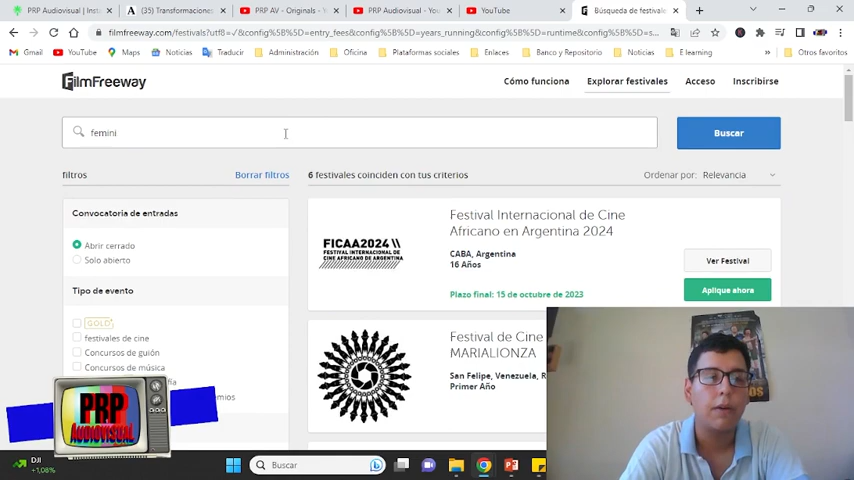 PRP Audiovisual | Inst
(35) Transformaciones
PRP AV - Originals - 
PRP Audiovisual - You
YouTube
Búsqueda de festivale
filmfreeway.com/festivals?utf8=✓&config%5B%5D=entry_fees&config%5B%5D=years_running&config%5B%5D=runtime&config%5B%5D=s...
Gmail
YouTube
Maps
Noticias
Traducir
Administración
Oficina
Plataformas sociales
Enlaces
Banco y Repositorio
Noticias
E learning
Otros favoritos
FilmFreeway
Cómo funciona
Explorar festivales
Acceso
Inscribirse
femini
Buscar
filtros
Borrar filtros
6 festivales coinciden con tus criterios
Ordenar por:
Relevancia
Convocatoria de entradas
Abrir cerrado
Solo abierto
Tipo de evento
GOLD
festivales de cine
Concursos de guión
Concursos de música
FICAA2024
FESTIVAL INTERNACIONAL DE
CINE AFRICANO DE ARGENTINA
Festival Internacional de Cine
Africano en Argentina 2024
CABA, Argentina
16 Años
Plazo final: 15 de octubre de 2023
Ver Festival
Aplique ahora
Festival de Cine
MARIALIONZA
San Felipe, Venezuela, R
Primer Año
PRP
AUDIOVISUAL
DJI
+1,08%
Buscar